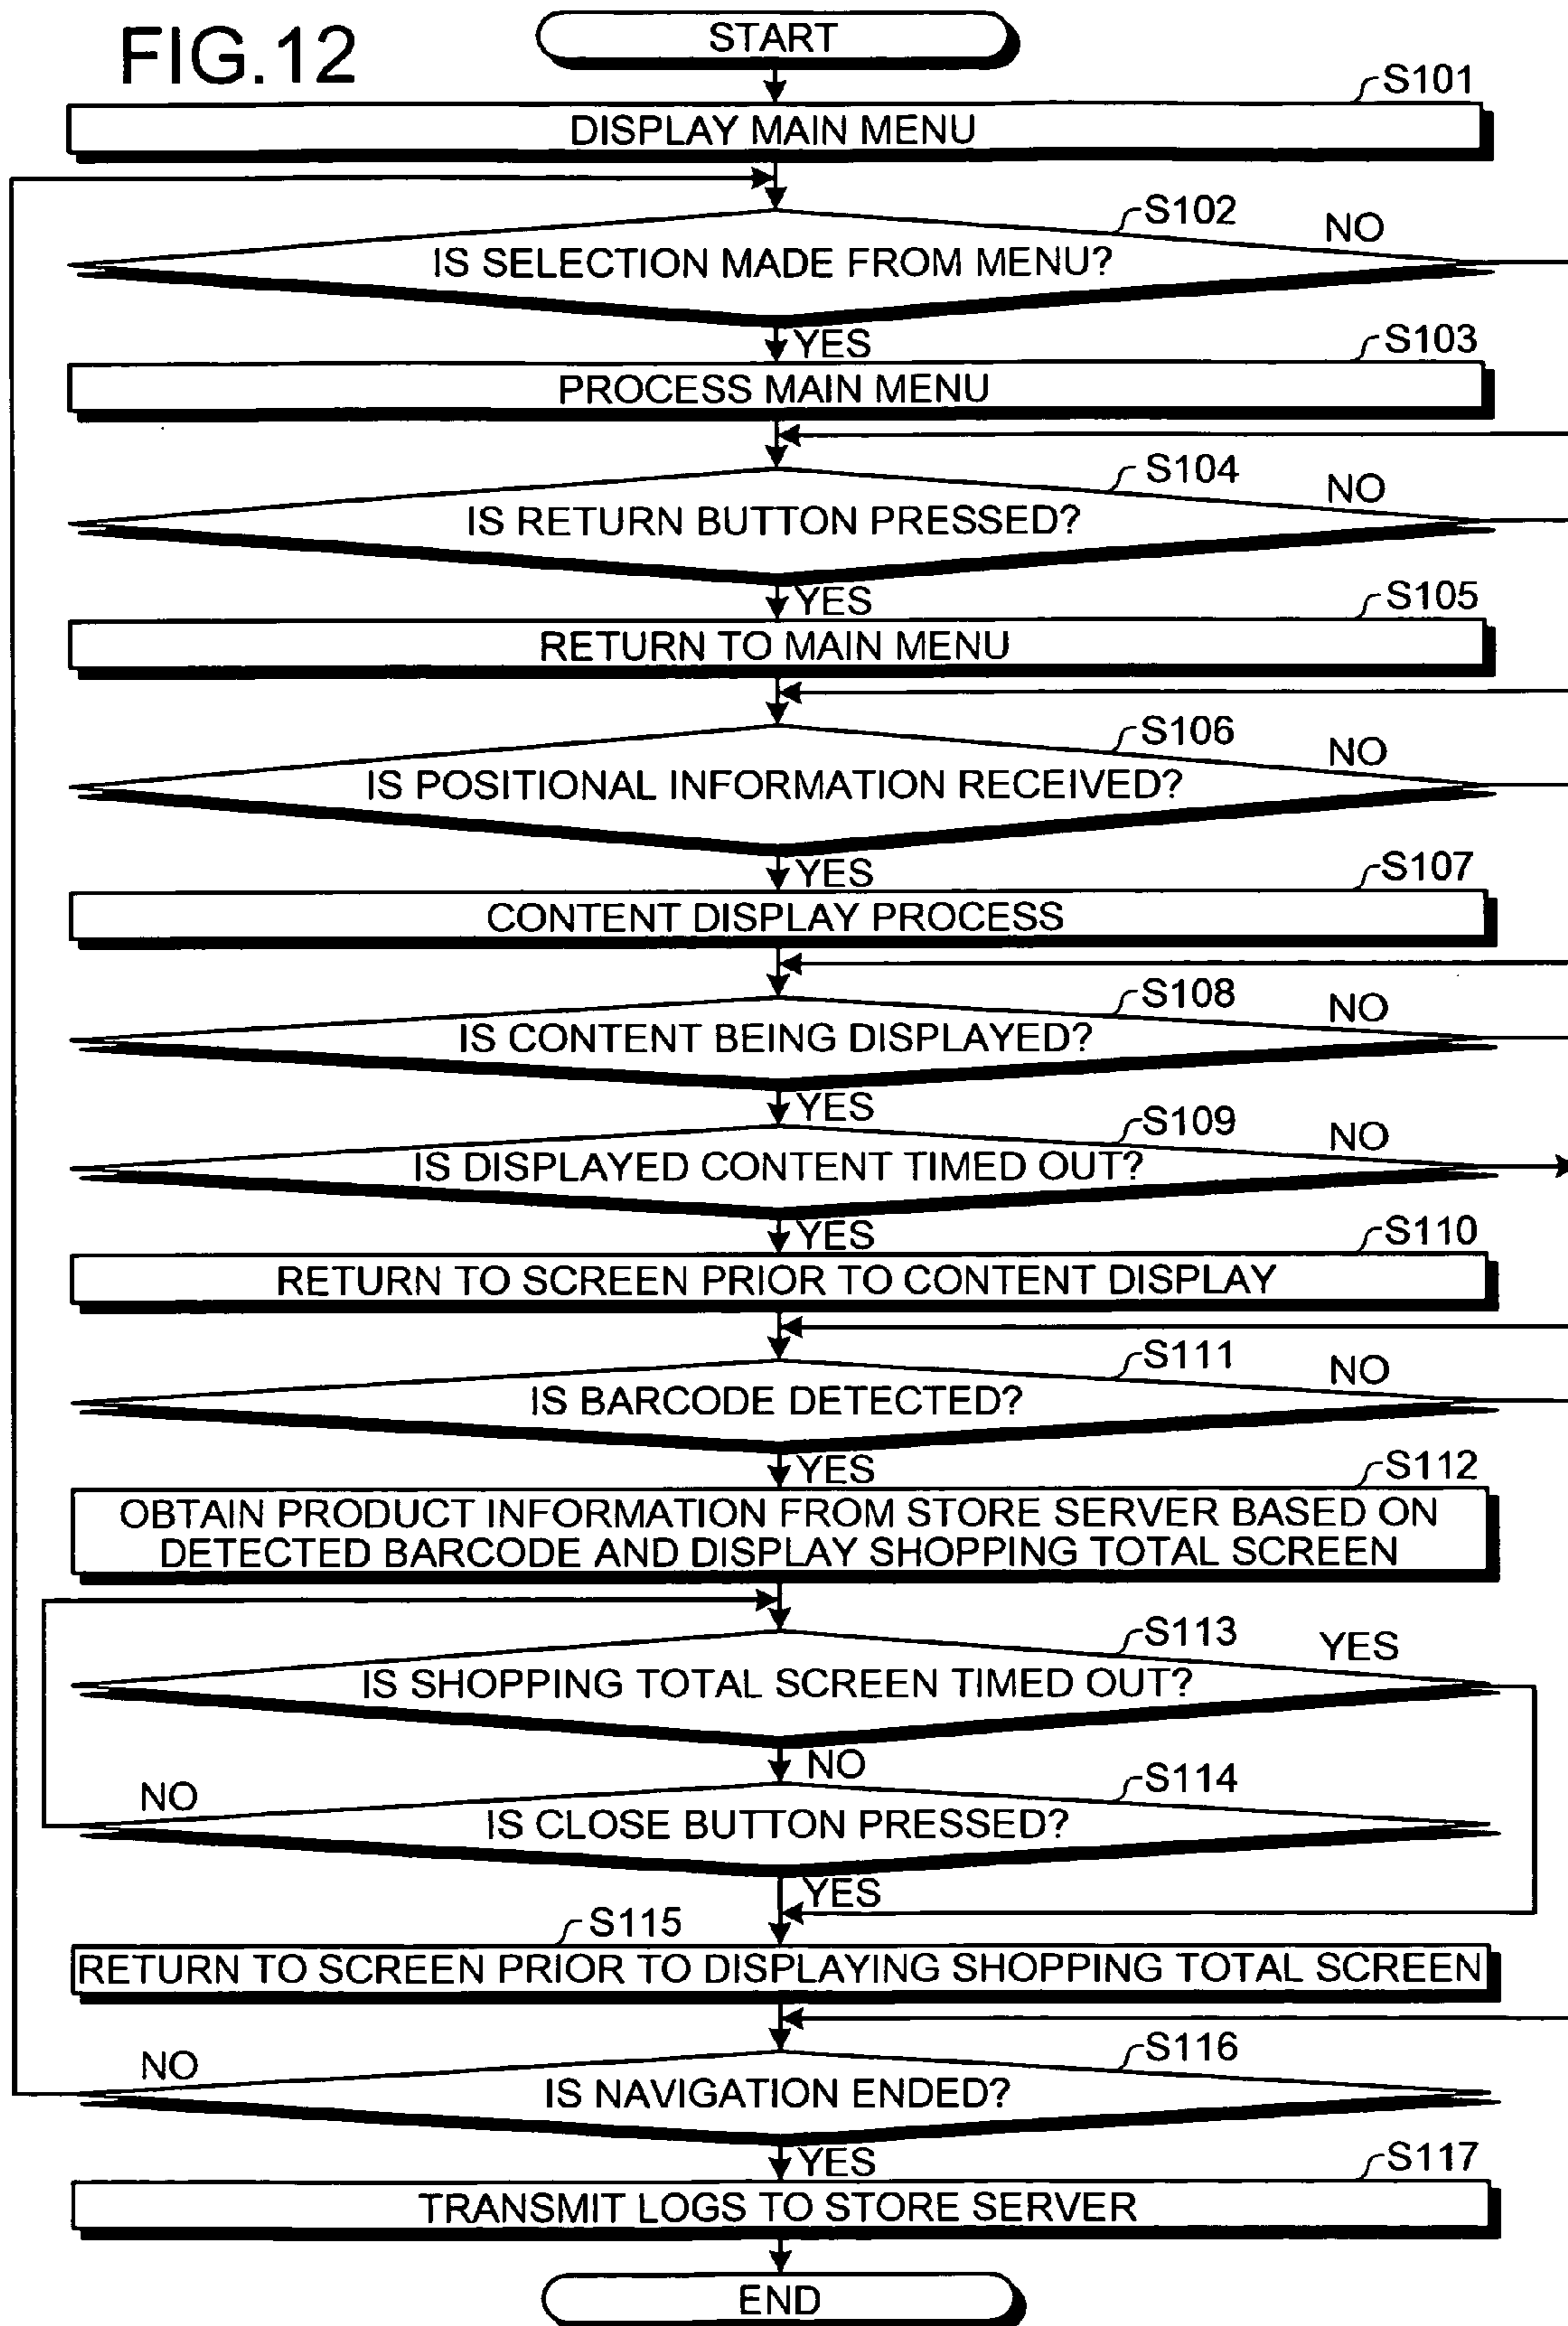 FIG.12
START
S101
DISPLAY MAIN MENU
S102
NO
IS SELECTION MADE FROM MENU?
YES
S103
PROCESS MAIN MENU
S104
NO
IS RETURN BUTTON PRESSED?
YES
S105
RETURN TO MAIN MENU
S106
NO
IS POSITIONAL INFORMATION RECEIVED?
YES
S107
CONTENT DISPLAY PROCESS
S108
NO
IS CONTENT BEING DISPLAYED?
YES
S109
NO
IS DISPLAYED CONTENT TIMED OUT?
YES
S110
RETURN TO SCREEN PRIOR TO CONTENT DISPLAY
S111
NO
IS BARCODE DETECTED?
YES
S112
OBTAIN PRODUCT INFORMATION FROM STORE SERVER BASED ON
DETECTED BARCODE AND DISPLAY SHOPPING TOTAL SCREEN
S113
YES
IS SHOPPING TOTAL SCREEN TIMED OUT?
NO
S114
NO
IS CLOSE BUTTON PRESSED?
YES
S115
RETURN TO SCREEN PRIOR TO DISPLAYING SHOPPING TOTAL SCREEN
S116
NO
IS NAVIGATION ENDED?
YES
S117
TRANSMIT LOGS TO STORE SERVER
END